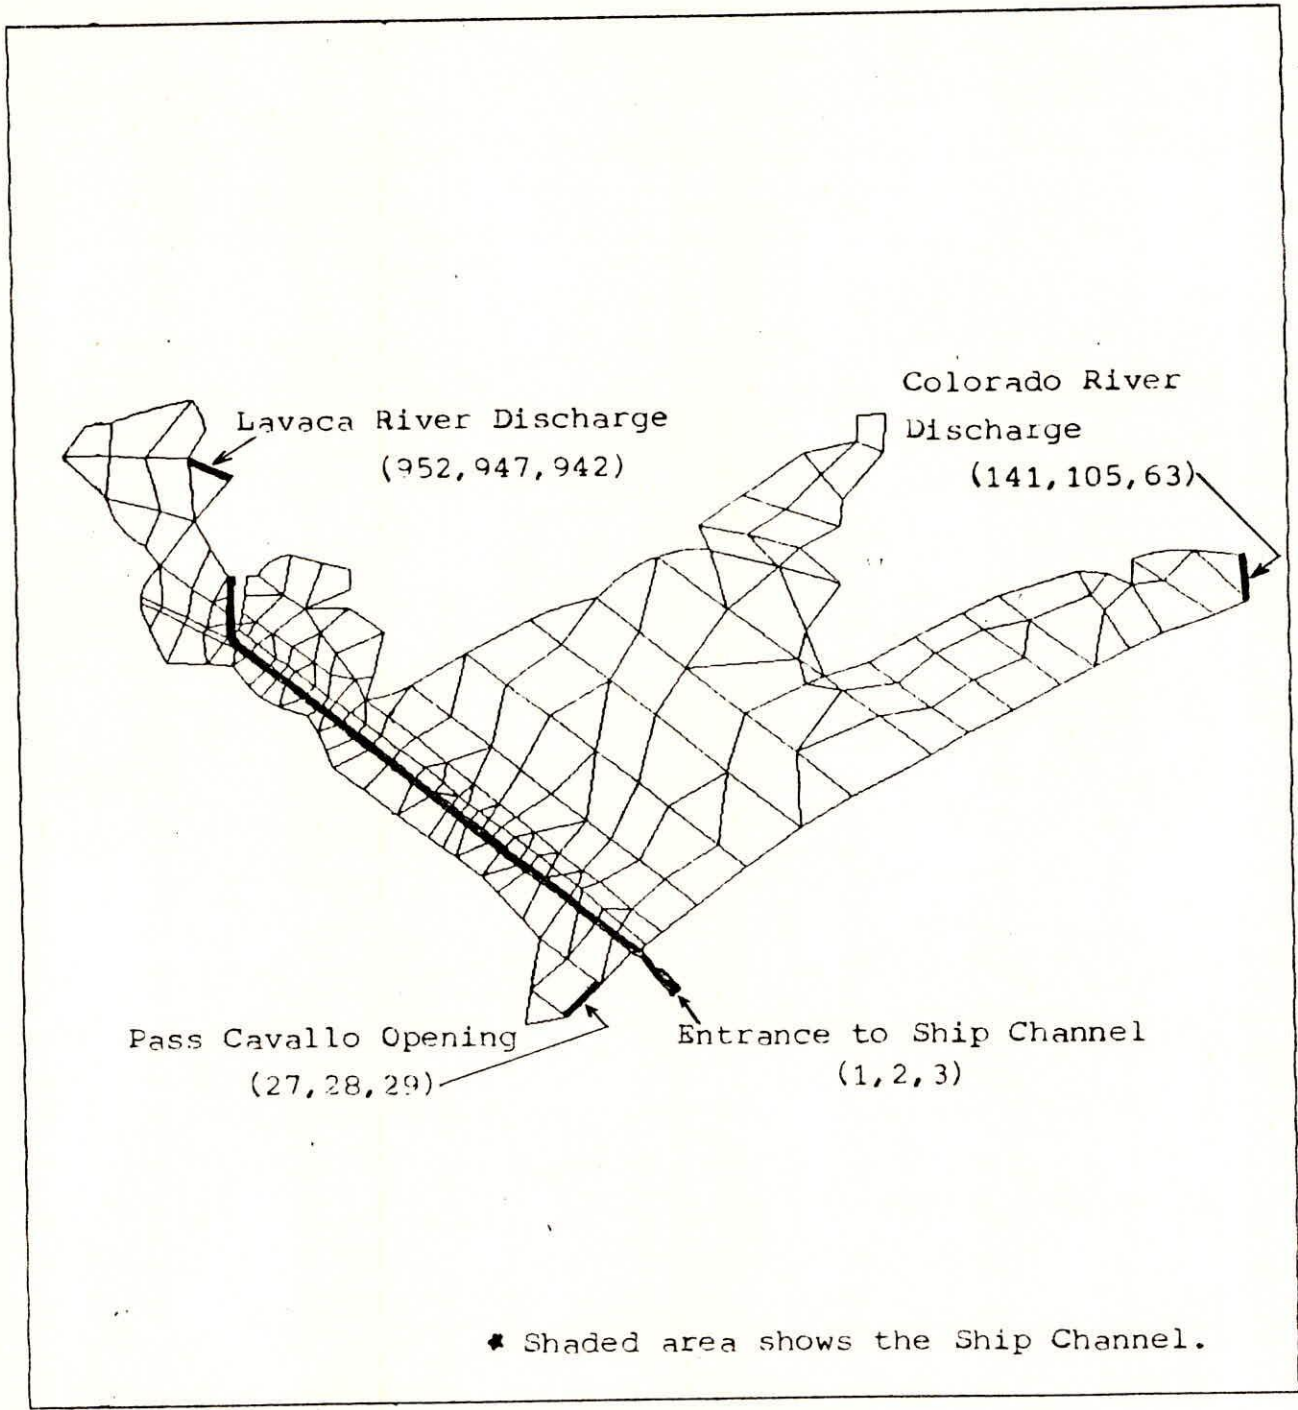 Lavaca River Discharge
(952,947,942)
Colorado River
Discharge
(141,105,63)
Pass Cavallo Opening
(27,28,29)
Entrance to Ship Channel
(1,2,3)
* Shaded area shows the Ship Channel.